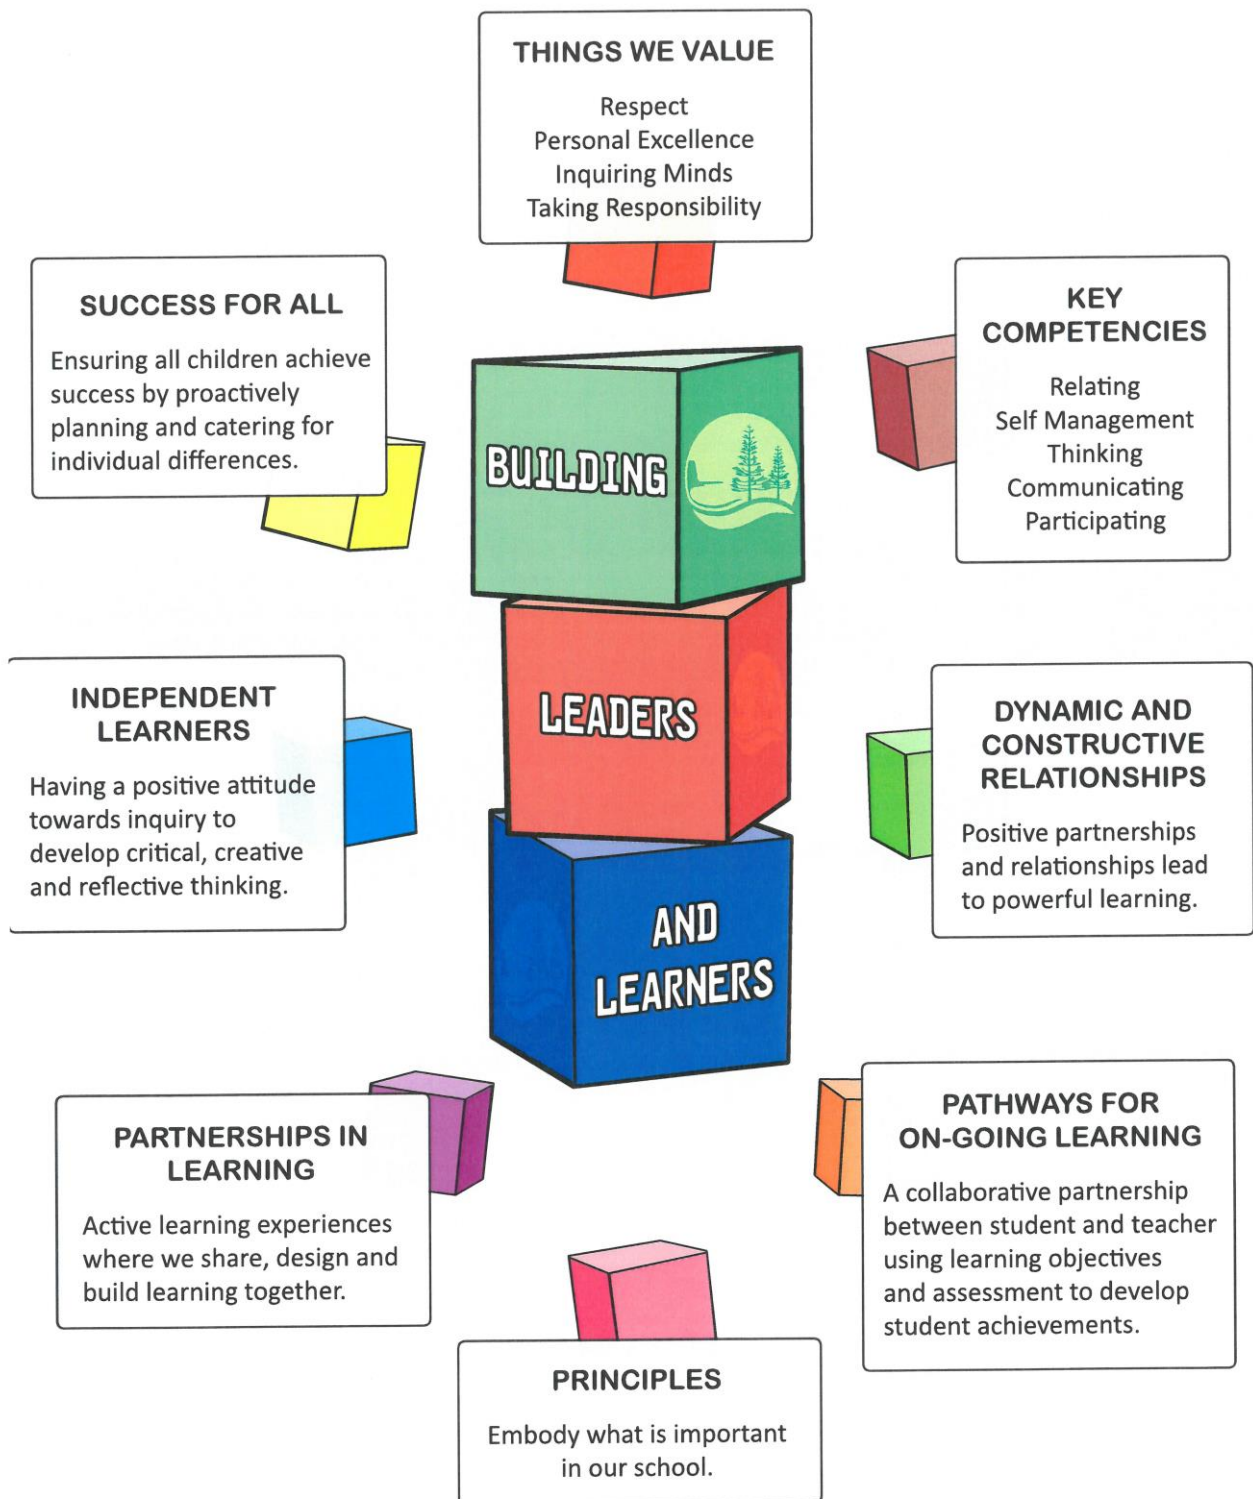 THINGS WE VALUE
Respect
Personal Excellence
Inquiring Minds
Taking Responsibility
SUCCESS FOR ALL
Ensuring all children achieve
success by proactively
planning and catering for
individual differences.
KEY
COMPETENCIES
Relating
Self Management
Thinking
Communicating
Participating
BUILDING
LEADERS
AND
LEARNERS
INDEPENDENT
LEARNERS
Having a positive attitude
towards inquiry to
develop critical, creative
and reflective thinking.
DYNAMIC AND
CONSTRUCTIVE
RELATIONSHIPS
Positive partnerships
and relationships lead
to powerful learning.
PARTNERSHIPS IN
LEARNING
Active learning experiences
where we share, design and
build learning together.
PATHWAYS FOR
ON-GOING LEARNING
A collaborative partnership
between student and teacher
using learning objectives
and assessment to develop
student achievements.
PRINCIPLES
Embody what is important
in our school.